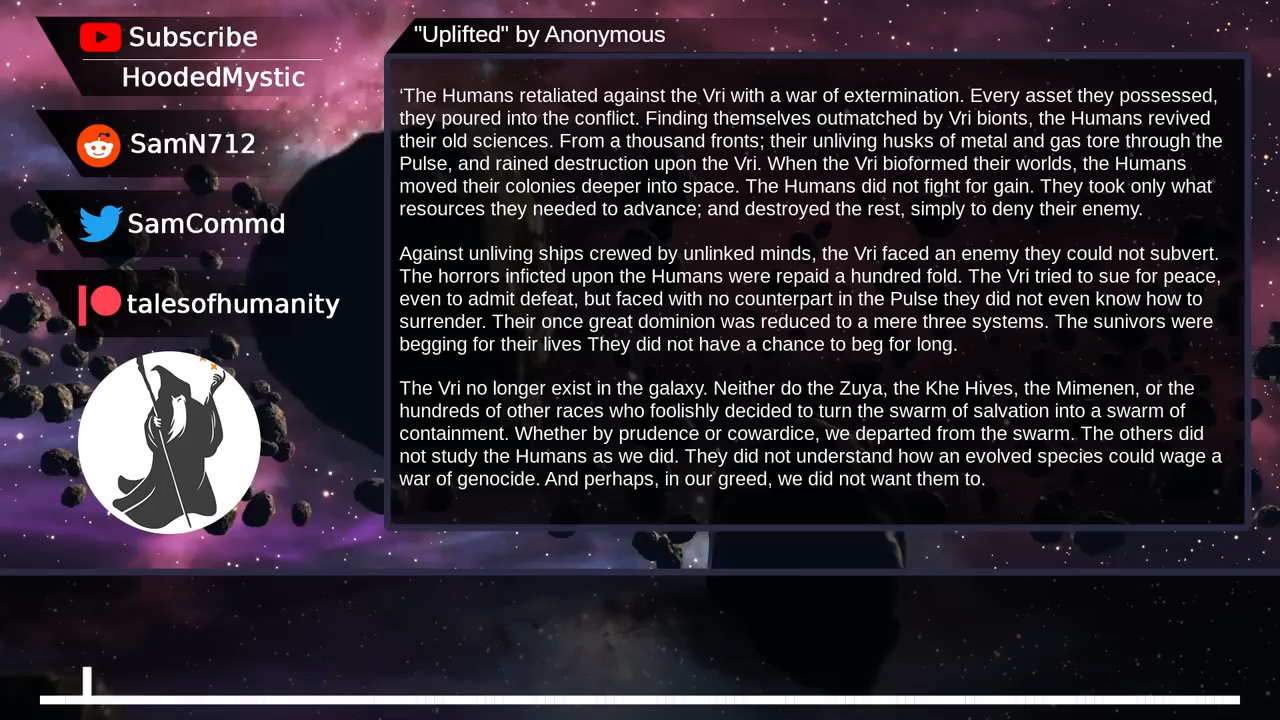 Subscribe
HoodedMystic
SamN712
SamCommd
talesofhumanity
"Uplifted" by Anonymous
‘The Humans retaliated against the Vri with a war of extermination. Every asset they possessed,
they poured into the conflict. Finding themselves outmatched by Vri bionts, the Humans revived
their old sciences. From a thousand fronts; their unliving husks of metal and gas tore through the
Pulse, and rained destruction upon the Vri. When the Vri bioformed their worlds, the Humans
moved their colonies deeper into space. The Humans did not fight for gain. They took only what
resources they needed to advance; and destroyed the rest, simply to deny their enemy.
Against unliving ships crewed by unlinked minds, the Vri faced an enemy they could not subvert.
The horrors inficted upon the Humans were repaid a hundred fold. The Vri tried to sue for peace,
even to admit defeat, but faced with no counterpart in the Pulse they did not even know how to
surrender. Their once great dominion was reduced to a mere three systems. The sunivors were
begging for their lives They did not have a chance to beg for long.
The Vri no longer exist in the galaxy. Neither do the Zuya, the Khe Hives, the Mimenen, or the
hundreds of other races who foolishly decided to turn the swarm of salvation into a swarm of
containment. Whether by prudence or cowardice, we departed from the swarm. The others did
not study the Humans as we did. They did not understand how an evolved species could wage a
war of genocide. And perhaps, in our greed, we did not want them to.